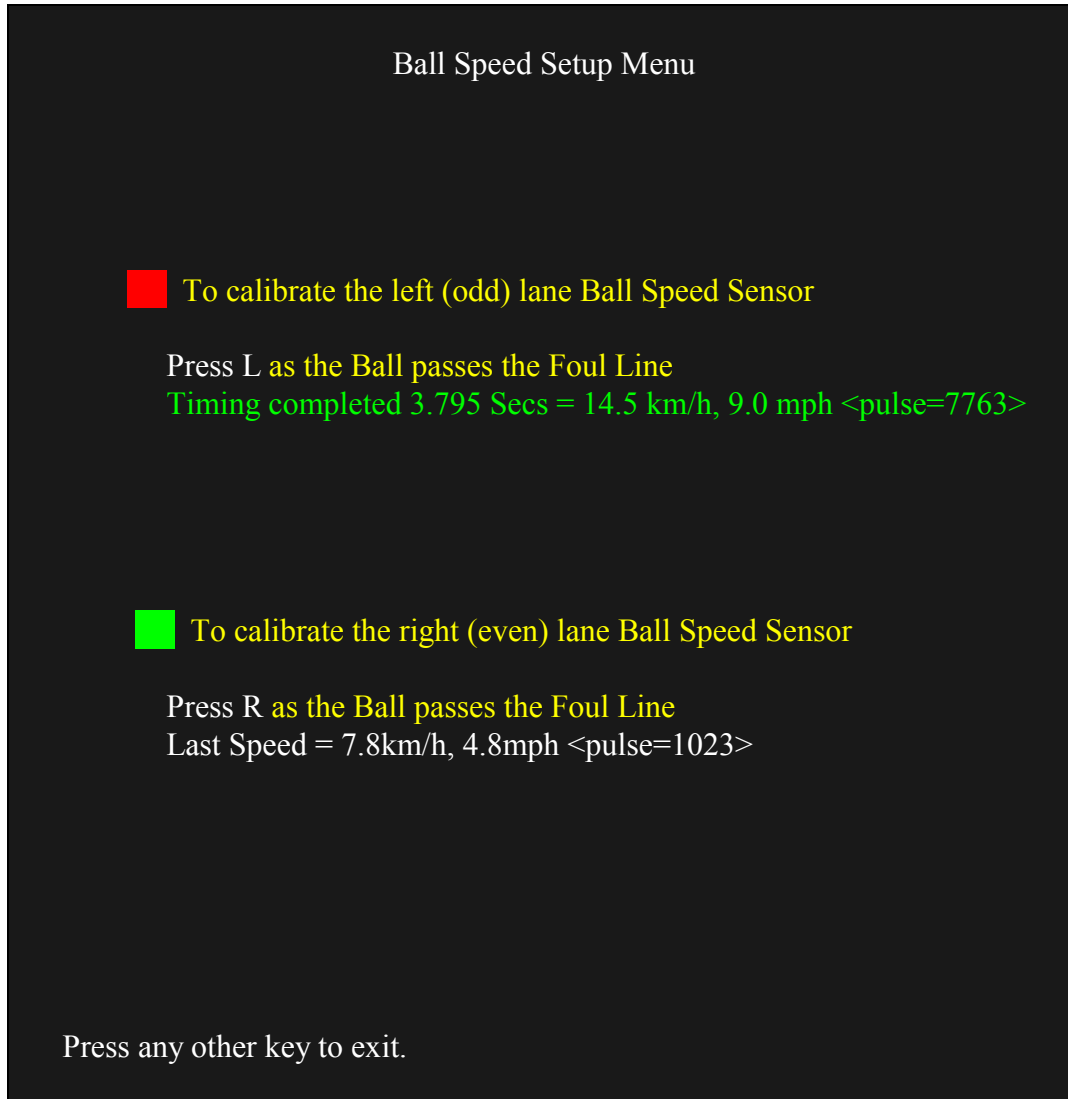 Ball Speed Setup Menu
To calibrate the left (odd) lane Ball Speed Sensor
Press L as the Ball passes the Foul Line
Timing completed 3.795 Secs = 14.5 km/h, 9.0 mph <pulse=7763>
To calibrate the right (even) lane Ball Speed Sensor
Press R as the Ball passes the Foul Line
Last Speed = 7.8km/h, 4.8mph <pulse=1023>
Press any other key to exit.